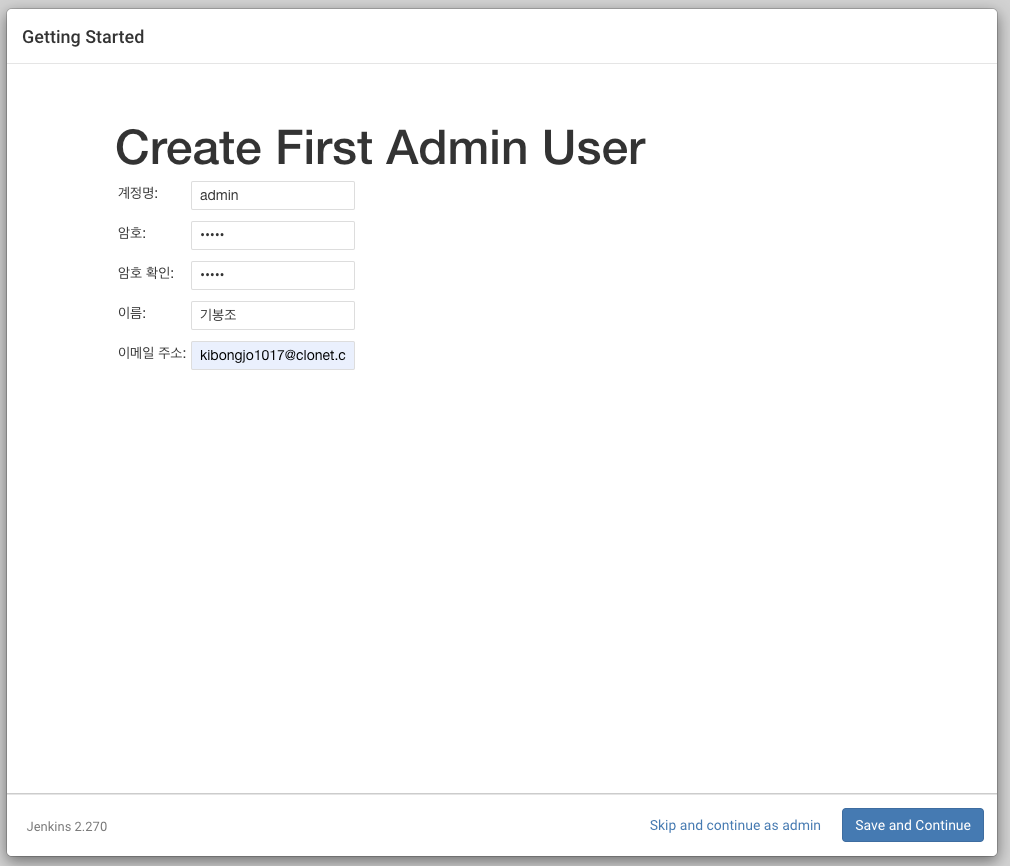 Getting Started
Create First Admin User
계정명: admin
암호: •••••
암호 확인: •••••
이름: 기봉조
이메일 주소: kibongjo1017@clonet.c
Jenkins 2.270 Skip and continue as admin Save and Continue